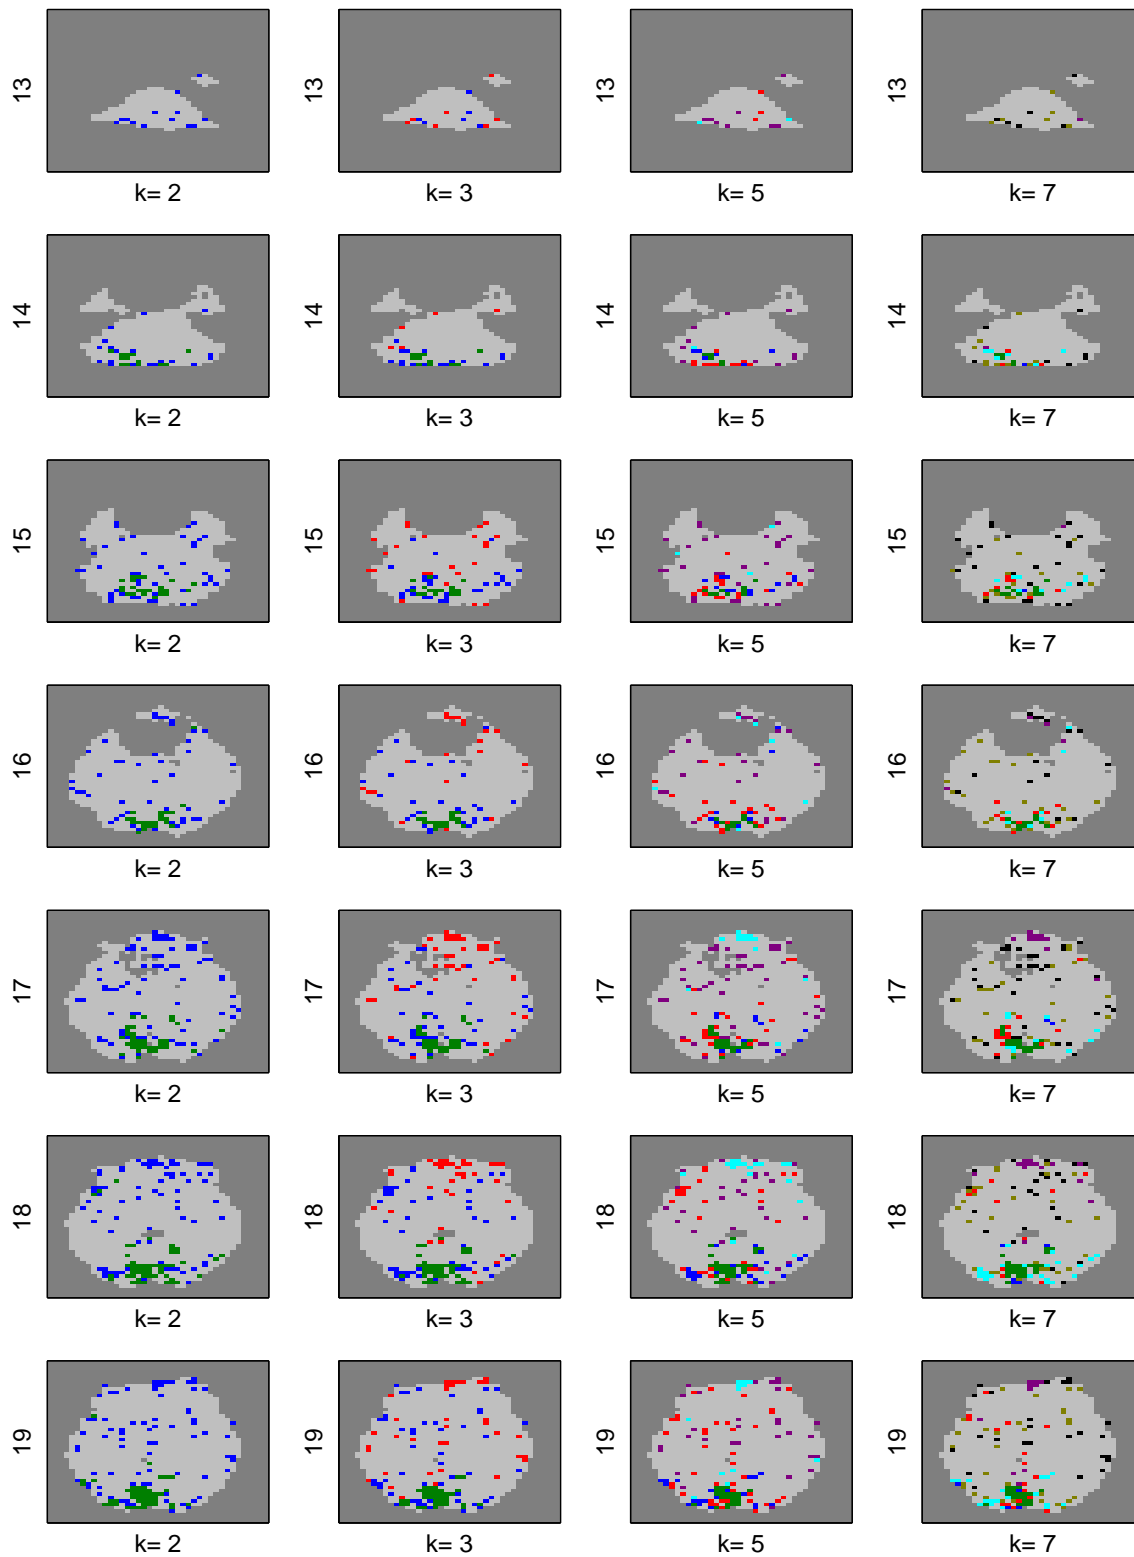 13
13
13
13
k= 2
k= 3
k= 5
k= 7
14
14
14
14
k= 2
k= 3
k= 5
k= 7
15
15
15
15
k= 2
k= 3
k= 5
k= 7
16
16
16
16
k= 2
k= 3
k= 5
k= 7
17
17
17
17
k= 2
k= 3
k= 5
k= 7
18
18
18
18
k= 2
k= 3
k= 5
k= 7
19
19
19
19
k= 2
k= 3
k= 5
k= 7